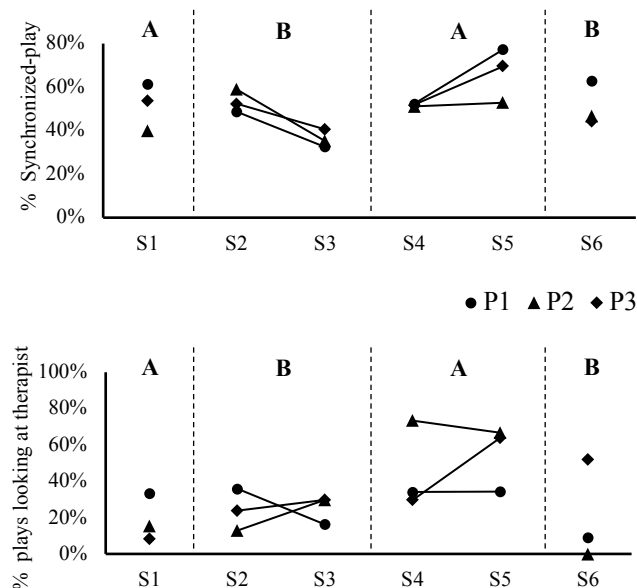 % Synchronized-play
80%
60%
40%
20%
0%
A B A B
S1 S2 S3 S4 S5 S6
P1 P2 P3
% plays looking at therapist
100%
80%
60%
40%
20%
0%
A B A B
S1 S2 S3 S4 S5 S6